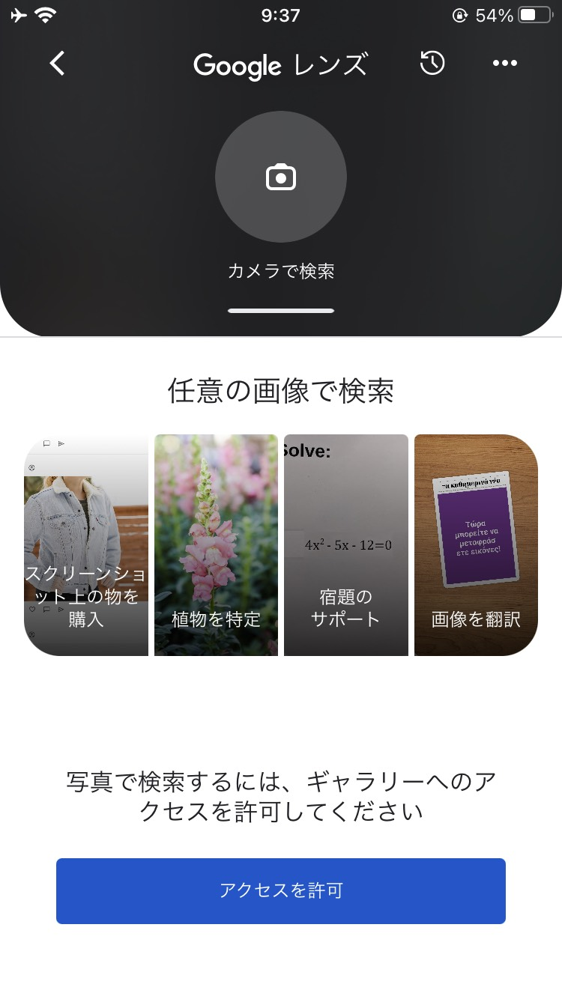 9:37
54%
Google レンズ
カメラで検索
任意の画像で検索
スクリーンショ
ット上の物を
購入
植物を特定
Solve:
4x² - 5x - 12=0
宿題の
サポート
Τώρα
μπορείτε να
μεταφράσ
ετε εικόνες!
画像を翻訳
写真で検索するには、ギャラリーへのア
クセスを許可してください
アクセスを許可